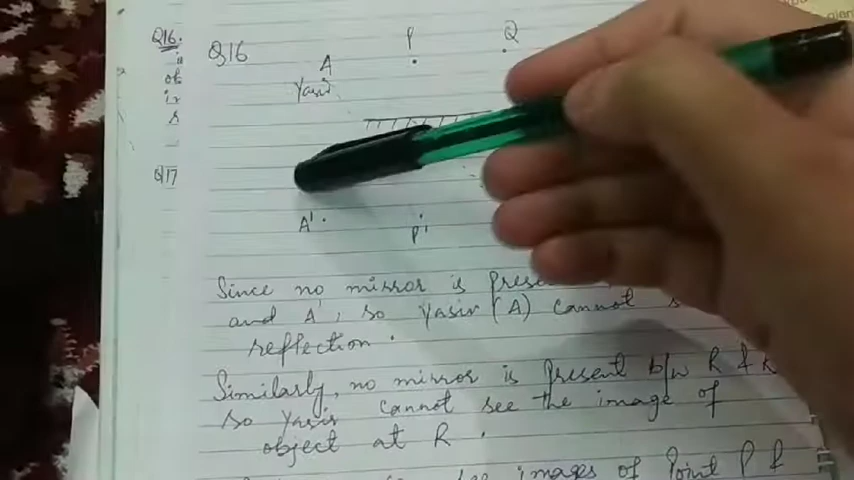 Q16.
Q16
A
P
Q
Yasir
Q17
A'
P'
Since no mirror is prese
and A', so Yasir (A) cannot s
reflection.
Similarly, no mirror is present b/w R &
so Yasir cannot see the image of
object at R.
images of Point P &